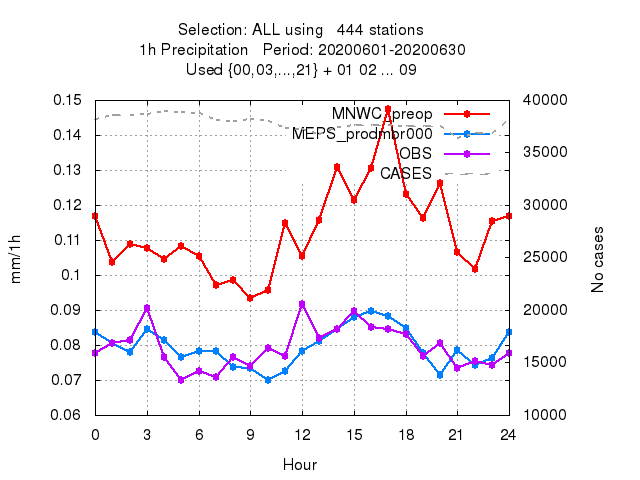 Selection: ALL using   444 stations
1h Precipitation   Period: 20200601-20200630
Used {00,03,...,21} + 01 02 ... 09
0.15
0.14
0.13
0.12
0.11
0.1
0.09
0.08
0.07
0.06
40000
35000
30000
25000
20000
15000
10000
MNWC_preop
MEPS_prodmbr000
OBS
CASES
mm/1h
No cases
0 3 6 9 12 15 18 21 24
Hour